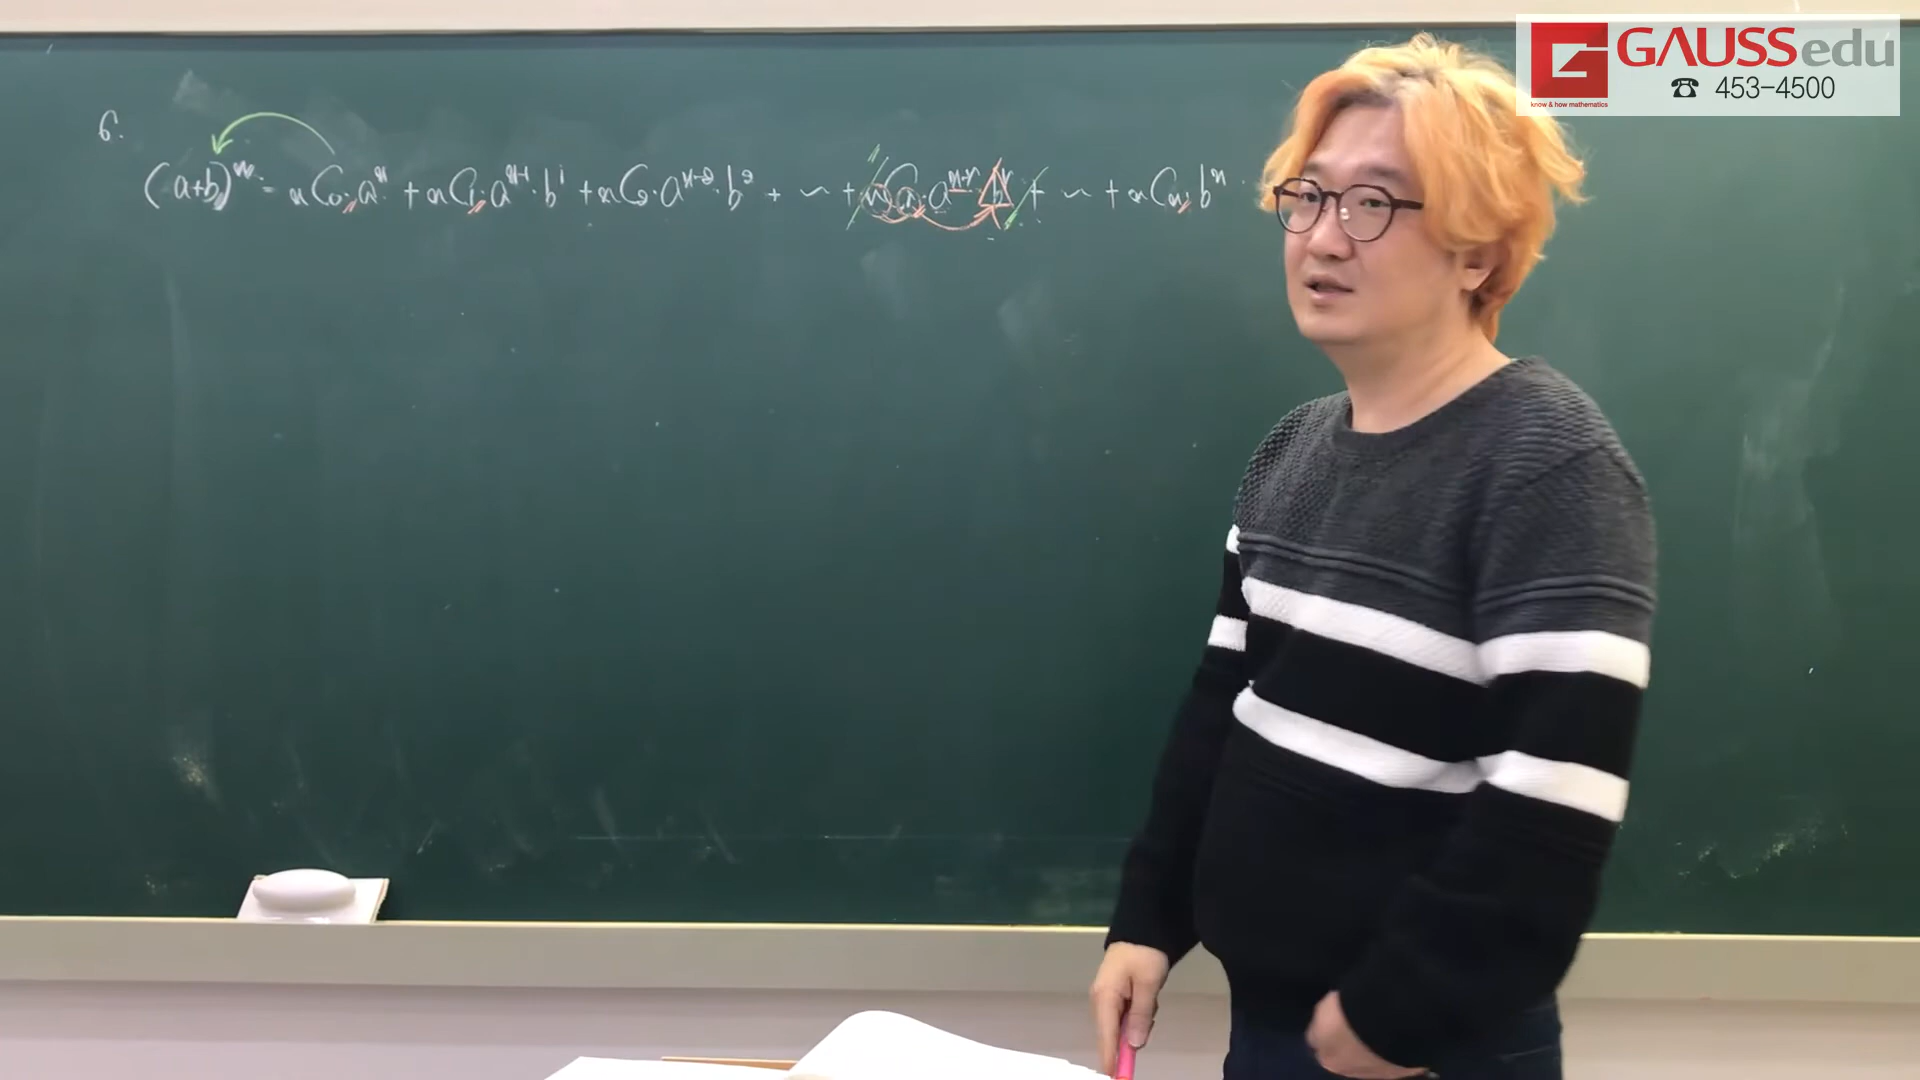 GAUSSedu
know & how mathematics
☎ 453-4500
6.
(a+b)ⁿ = nC₀·aⁿ + nC₁·aⁿ⁻¹·b¹ + nC₂·aⁿ⁻²·b² + ~ + nCᵣ·aⁿ⁻ʳ·bʳ + ~ + nCₙ·bⁿ